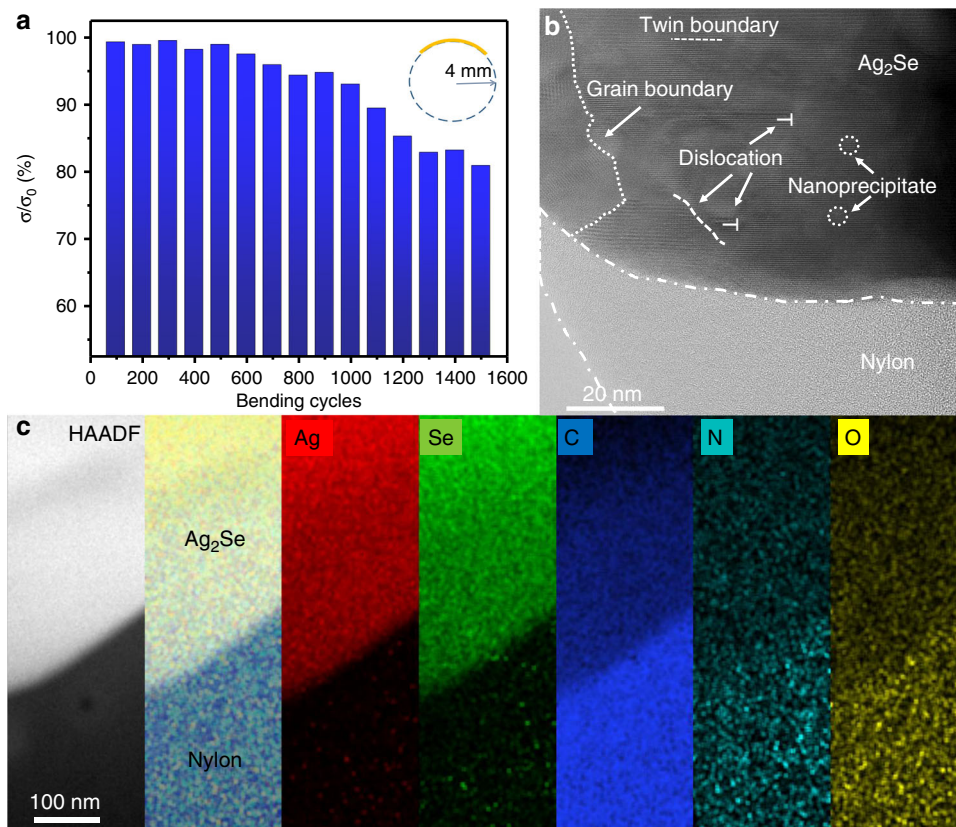 a
100
90
80
70
60
σ/σ0 (%)
4 mm
0 200 400 600 800 1000 1200 1400 1600
Bending cycles
b
Twin boundary
Ag2Se
Grain boundary
Dislocation
Nanoprecipitate
Nylon
20 nm
c
HAADF
Ag
Se
C
N
O
Ag2Se
Nylon
100 nm